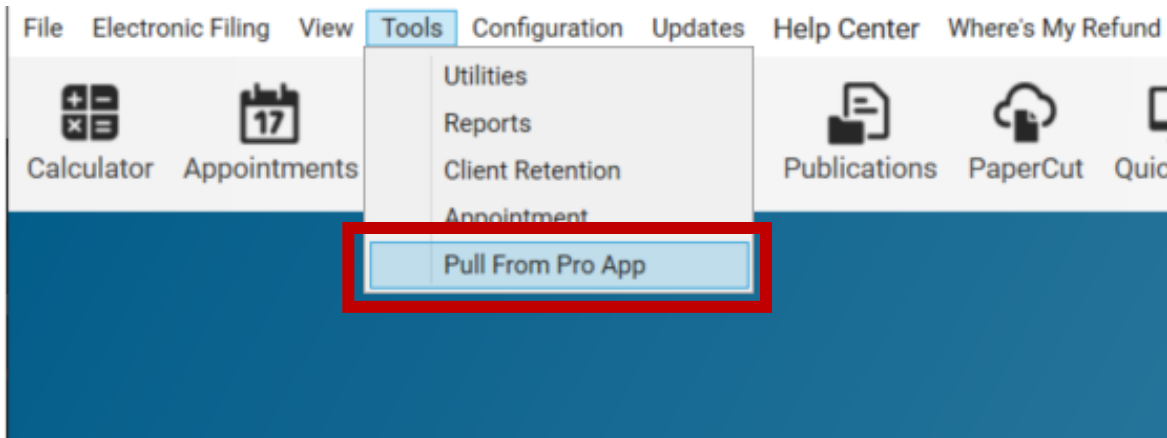 File Electronic Filing View Tools Configuration Updates Help Center Where's My Refund
Utilities
Reports
Client Retention
Appointment
Pull From Pro App
17
Calculator Appointments Publications PaperCut Quic